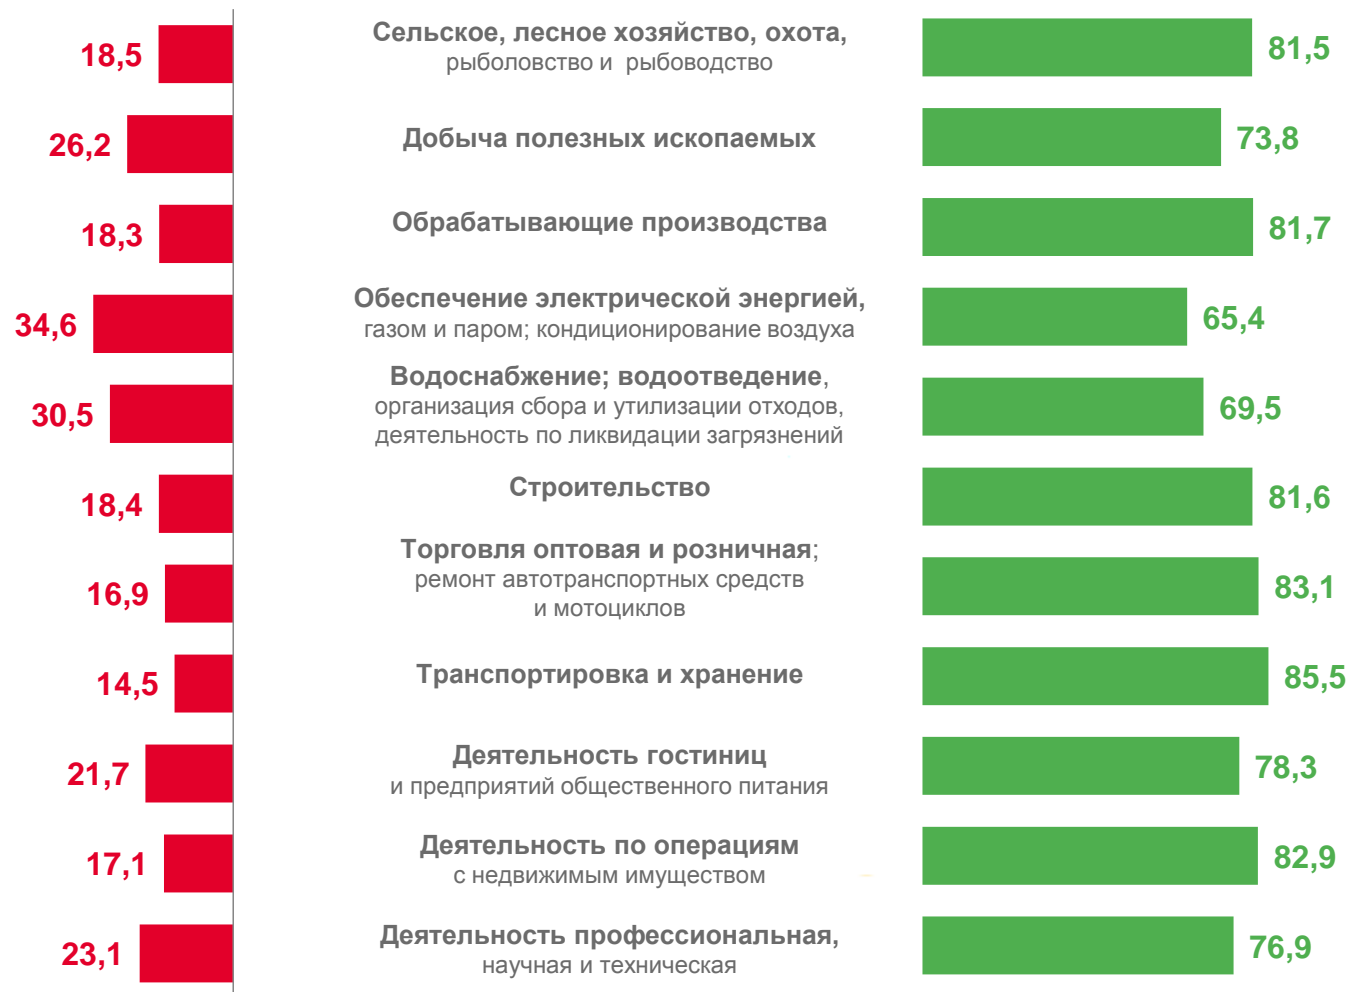 18,5
Сельское, лесное хозяйство, охота,
рыболовство и рыбоводство
81,5
26,2
Добыча полезных ископаемых
73,8
18,3
Обрабатывающие производства
81,7
34,6
Обеспечение электрической энергией,
газом и паром; кондиционирование воздуха
65,4
30,5
Водоснабжение; водоотведение,
организация сбора и утилизации отходов,
деятельность по ликвидации загрязнений
69,5
18,4
Строительство
81,6
16,9
Торговля оптовая и розничная;
ремонт автотранспортных средств
и мотоциклов
83,1
14,5
Транспортировка и хранение
85,5
21,7
Деятельность гостиниц
и предприятий общественного питания
78,3
17,1
Деятельность по операциям
с недвижимым имуществом
82,9
23,1
Деятельность профессиональная,
научная и техническая
76,9